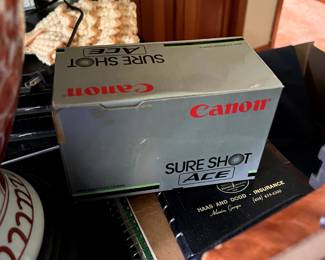 SURE SHOT
ACE
Canon
Canon
SURE SHOT
ACE
HAAS AND DODD - INSURANCE